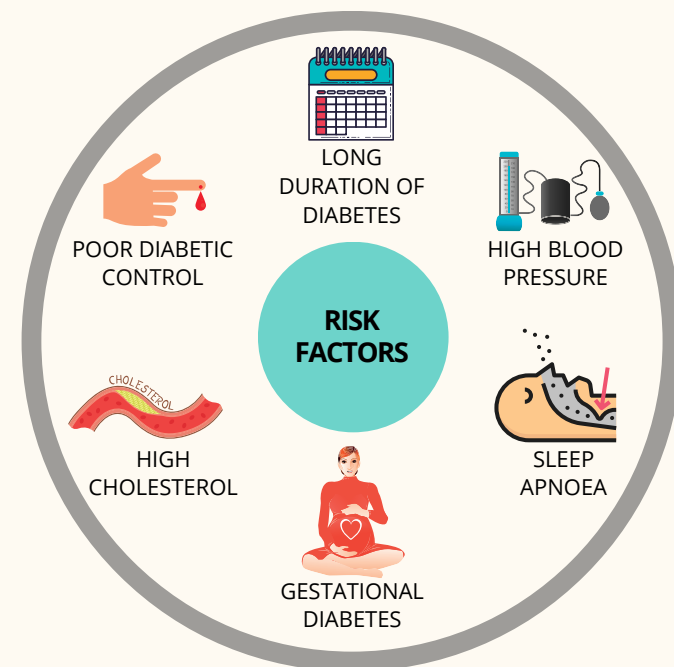 LONG
DURATION OF
DIABETES
POOR DIABETIC
CONTROL
HIGH BLOOD
PRESSURE
RISK
FACTORS
CHOLESTEROL
HIGH
CHOLESTEROL
SLEEP
APNOEA
GESTATIONAL
DIABETES